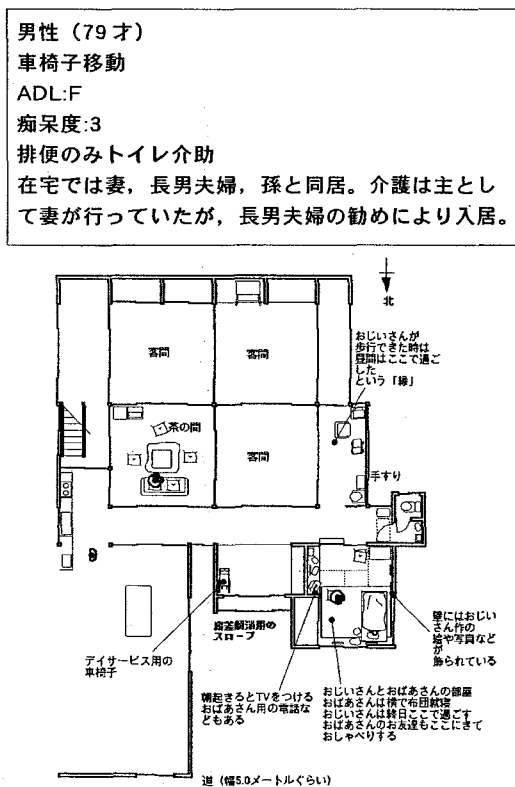 男性（79才）
車椅子移動
ADL:F
痴呆度:3
排便のみトイレ介助
在宅では妻，長男夫婦，孫と同居。介護は主とし
て妻が行っていたが，長男夫婦の勧めにより入居。
北
客間
客間
おじいさんが
歩行できた時は
昼間はここで過ご
した
という「縁」
茶の間
客間
手すり
段差解消用の
スロープ
デイサービス用の
車椅子
壁にはおじい
さん作の
絵や写真など
が
飾られている
朝起きるとTVをつける
おばあさん用の電話な
どもある
おじいさんとおばあさんの部屋
おばあさんは横で布団就寝
おじいさんは終日ここで過ごす
おばあさんのお友達もここにきて
おしゃべりする
道（幅5.0メートルぐらい）